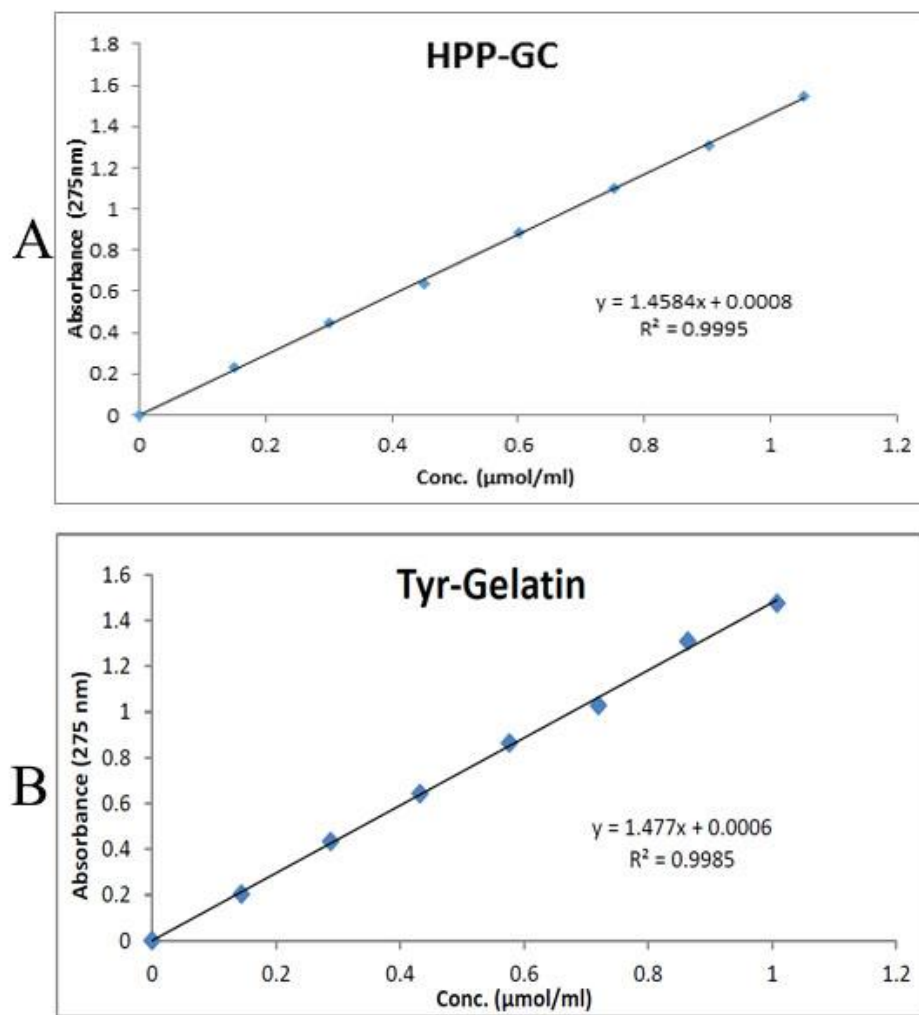 A
HPP-GC
Absorbance (275nm)
1.8
1.6
1.4
1.2
1
0.8
0.6
0.4
0.2
0
y = 1.4584x + 0.0008
R² = 0.9995
0 0.2 0.4 0.6 0.8 1 1.2
Conc. (μmol/ml)
B
Tyr-Gelatin
Absorbance (275 nm)
1.6
1.4
1.2
1
0.8
0.6
0.4
0.2
0
y = 1.477x + 0.0006
R² = 0.9985
0 0.2 0.4 0.6 0.8 1 1.2
Conc. (μmol/ml)